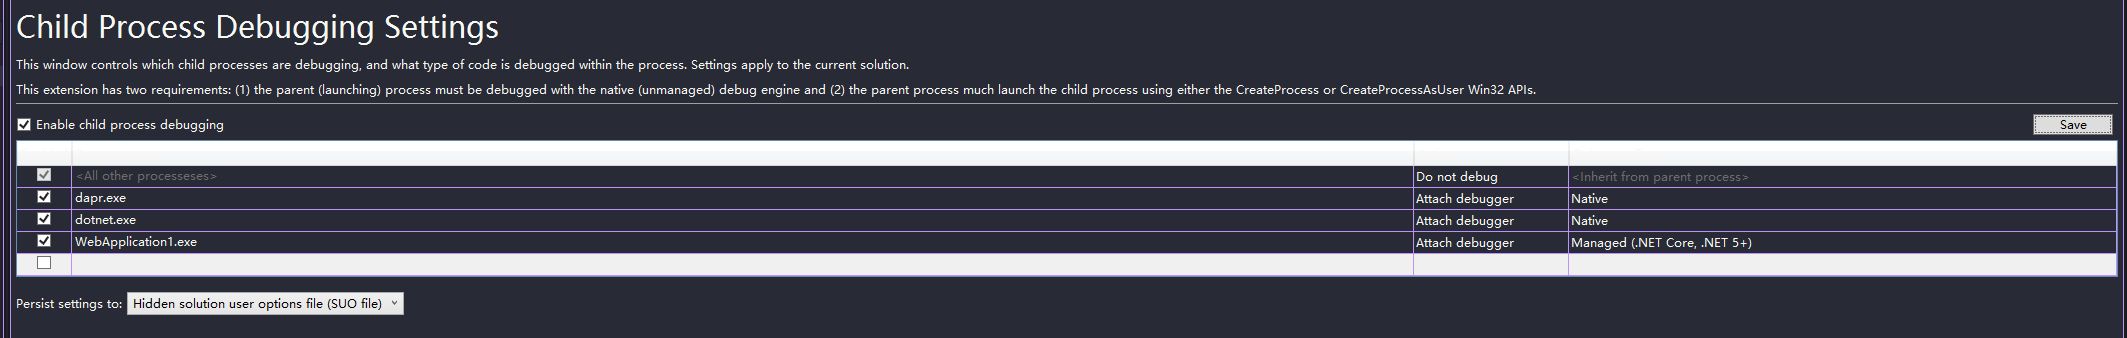 Child Process Debugging Settings
This window controls which child processes are debugging, and what type of code is debugged within the process. Settings apply to the current solution.
This extension has two requirements: (1) the parent (launching) process must be debugged with the native (unmanaged) debug engine and (2) the parent process much launch the child process using either the CreateProcess or CreateProcessAsUser Win32 APIs.
Enable child process debugging Save
<All other processeses> Do not debug <Inherit from parent process>
dapr.exe Attach debugger Native
dotnet.exe Attach debugger Native
WebApplication1.exe Attach debugger Managed (.NET Core, .NET 5+)
Persist settings to: Hidden solution user options file (SUO file)